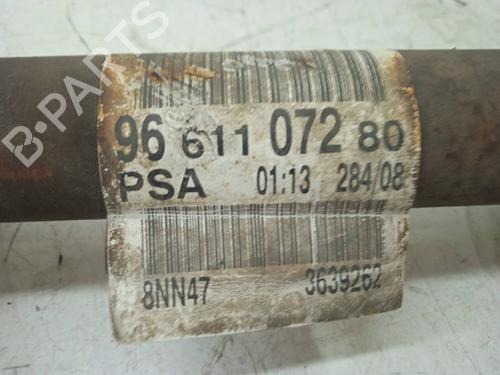 B-PARTS
96 611 072 80
PSA 01:13 284/08
8NN47 3639262